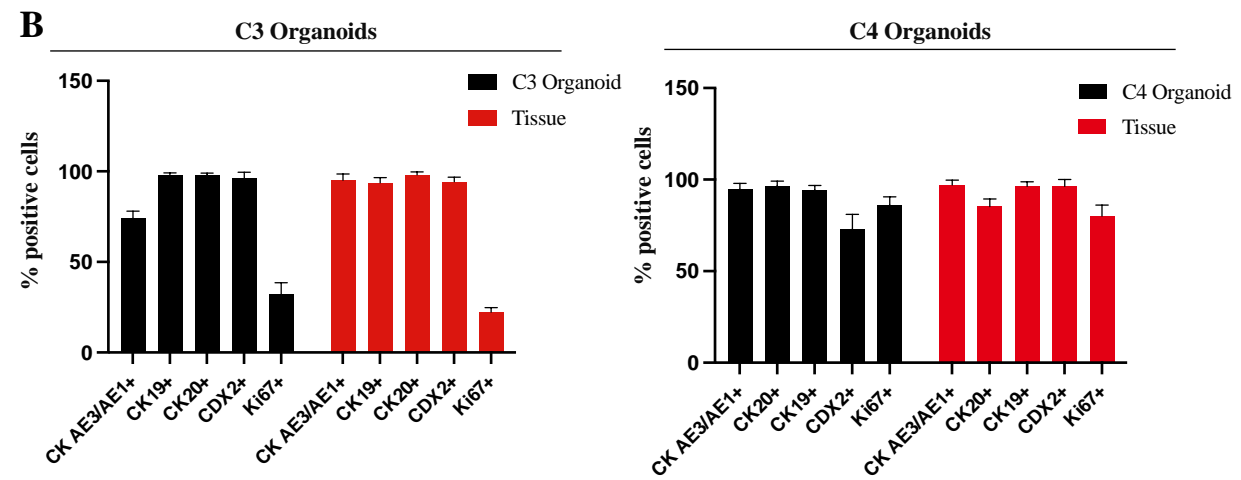 B
C3 Organoids
C3 Organoid
Tissue
% positive cells
150
100
50
0
CK AE3/AE1+
CK19+
CK20+
CDX2+
Ki67+
CK AE3/AE1+
CK19+
CK20+
CDX2+
Ki67+
C4 Organoids
C4 Organoid
Tissue
% positive cells
150
100
50
0
CK AE3/AE1+
CK20+
CK19+
CDX2+
Ki67+
CK AE3/AE1+
CK20+
CK19+
CDX2+
Ki67+